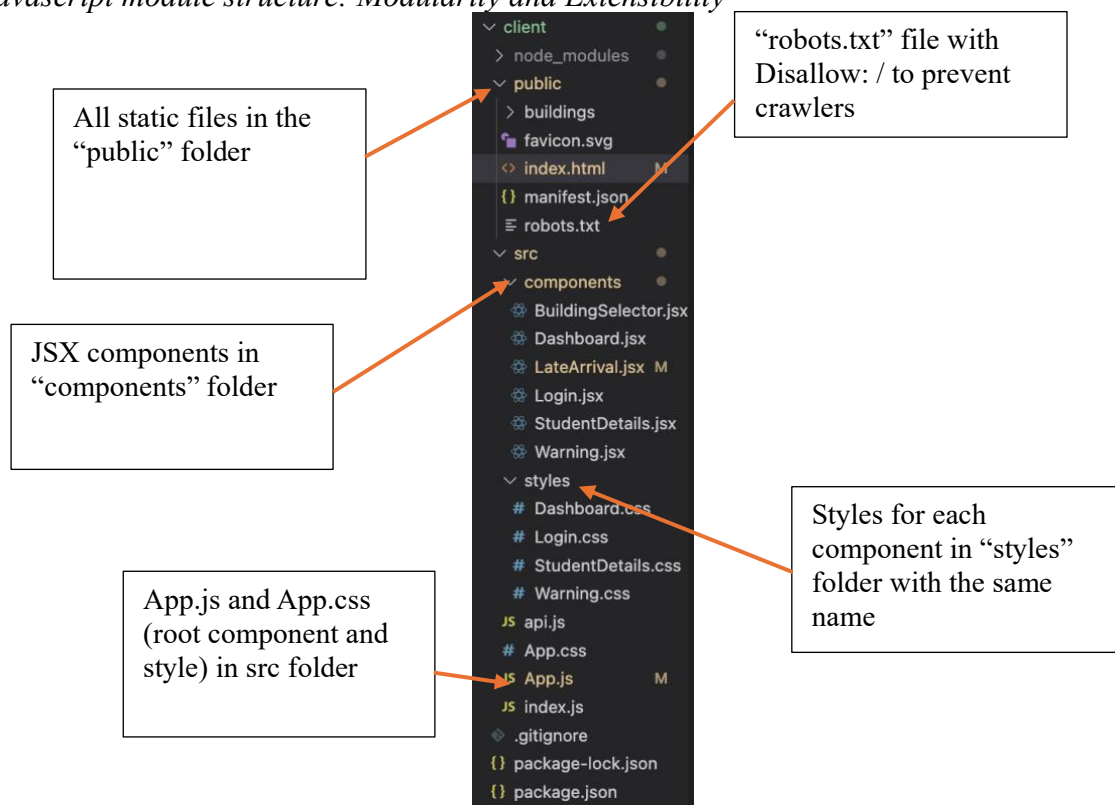 avascript module structure: Modularity and Extensibility
client
node_modules
public
buildings
favicon.svg
index.html M
manifest.json
robots.txt
src
components
BuildingSelector.jsx
Dashboard.jsx
LateArrival.jsx M
Login.jsx
StudentDetails.jsx
Warning.jsx
styles
Dashboard.css
Login.css
StudentDetails.css
Warning.css
JS api.js
App.css
JS App.js M
JS index.js
.gitignore
package-lock.json
package.json
“robots.txt” file with
Disallow: / to prevent
crawlers
All static files in the
“public” folder
JSX components in
“components” folder
Styles for each
component in “styles”
folder with the same
name
App.js and App.css
(root component and
style) in src folder